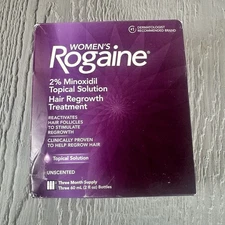 #1 DERMATOLOGIST
RECOMMENDED BRAND
WOMEN'S
Rogaine®
2% Minoxidil
Topical Solution
Hair Regrowth
Treatment
REACTIVATES
HAIR FOLLICLES
TO STIMULATE
REGROWTH
CLINICALLY PROVEN
TO HELP REGROW HAIR
Topical Solution
UNSCENTED
Three Month Supply
Three 60 mL (2 fl oz) Bottles